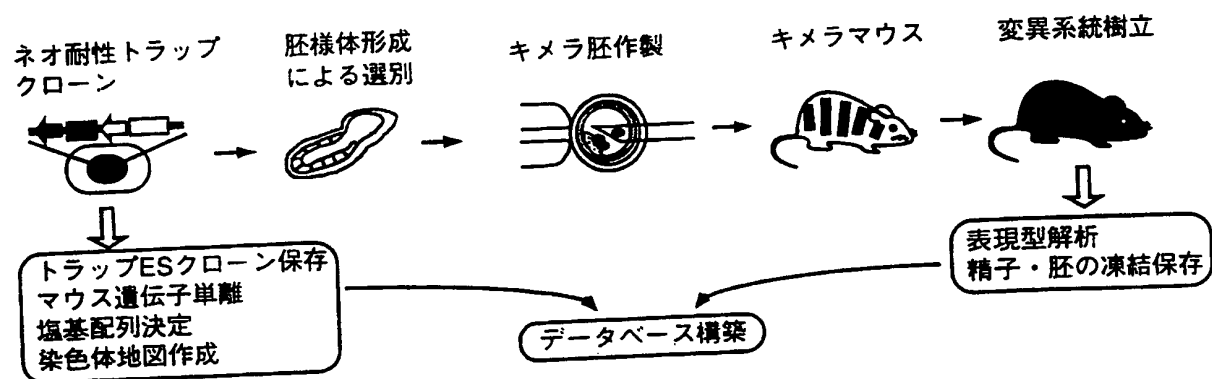 ネオ耐性トラップ
クローン
胚様体形成
による選別
キメラ胚作製
キメラマウス
変異系統樹立
トラップESクローン保存
マウス遺伝子単離
塩基配列決定
染色体地図作成
データベース構築
表現型解析
精子・胚の凍結保存